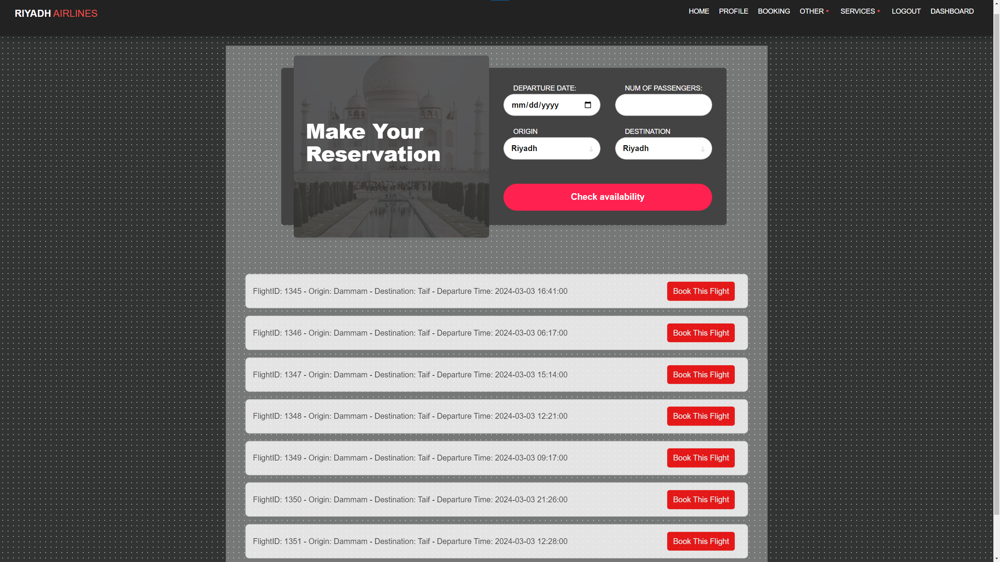 RIYADH AIRLINES
HOME PROFILE BOOKING OTHER + SERVICES + LOGOUT DASHBOARD
Make Your
Reservation
DEPARTURE DATE: NUM OF PASSENGERS:
mm/dd/yyyy
ORIGIN DESTINATION
Riyadh Riyadh
Check availability
FlightID: 1345 - Origin: Dammam - Destination: Taif - Departure Time: 2024-03-03 16:41:00 Book This Flight
FlightID: 1346 - Origin: Dammam - Destination: Taif - Departure Time: 2024-03-03 06:17:00 Book This Flight
FlightID: 1347 - Origin: Dammam - Destination: Taif - Departure Time: 2024-03-03 15:14:00 Book This Flight
FlightID: 1348 - Origin: Dammam - Destination: Taif - Departure Time: 2024-03-03 12:21:00 Book This Flight
FlightID: 1349 - Origin: Dammam - Destination: Taif - Departure Time: 2024-03-03 09:17:00 Book This Flight
FlightID: 1350 - Origin: Dammam - Destination: Taif - Departure Time: 2024-03-03 21:26:00 Book This Flight
FlightID: 1351 - Origin: Dammam - Destination: Taif - Departure Time: 2024-03-03 12:28:00 Book This Flight